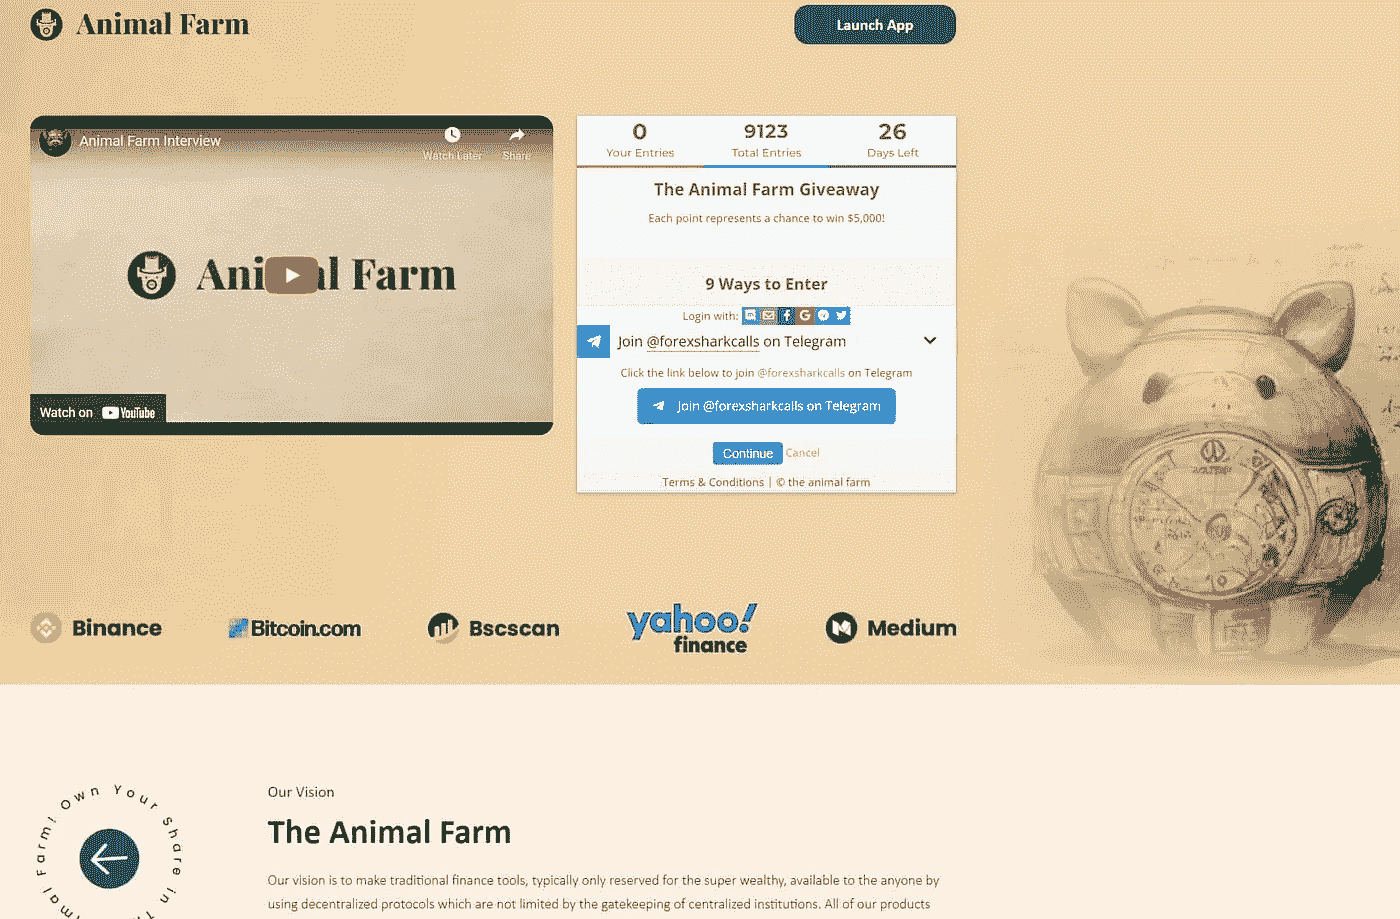 Animal Farm
Launch App
Animal Farm Interview
Watch Later
Share
Animal Farm
Watch on YouTube
0
Your Entries
9123
Total Entries
26
Days Left
The Animal Farm Giveaway
Each point represents a chance to win $5,000!
9 Ways to Enter
Login with:
Join @forexsharkcalls on Telegram
Click the link below to join @forexsharkcalls on Telegram
Join @forexsharkcalls on Telegram
Continue Cancel
Terms & Conditions | © the animal farm
Binance
Bitcoin.com
Bscscan
yahoo!
finance
Medium
Own Your Share in
Farm!
Our Vision
The Animal Farm
Our vision is to make traditional finance tools, typically only reserved for the super wealthy, available to the anyone by
using decentralized protocols which are not limited by the gatekeeping of centralized institutions. All of our products